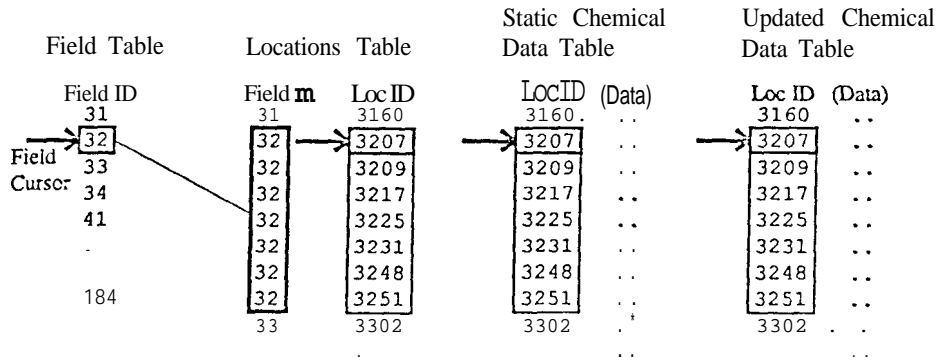 Static Chemical Updated Chemical
Field Table Locations Table Data Table Data Table
Field ID Field m Loc ID LocID (Data) Loc ID (Data)
31 31 3160 3160. . . 3160 . .
32 32 3207 3207 . . 3207 . .
Field 33 32 3209 3209 . . 3209 . .
Cursor 34 32 3217 3217 . . 3217 . .
41 32 3225 3225 . . 3225 . .
. 32 3231 3231 . . 3231 . .
32 3248 3248 . . 3248 . .
184 32 3251 3251 . . 3251 . .
33 3302 3302 . 3302 . .